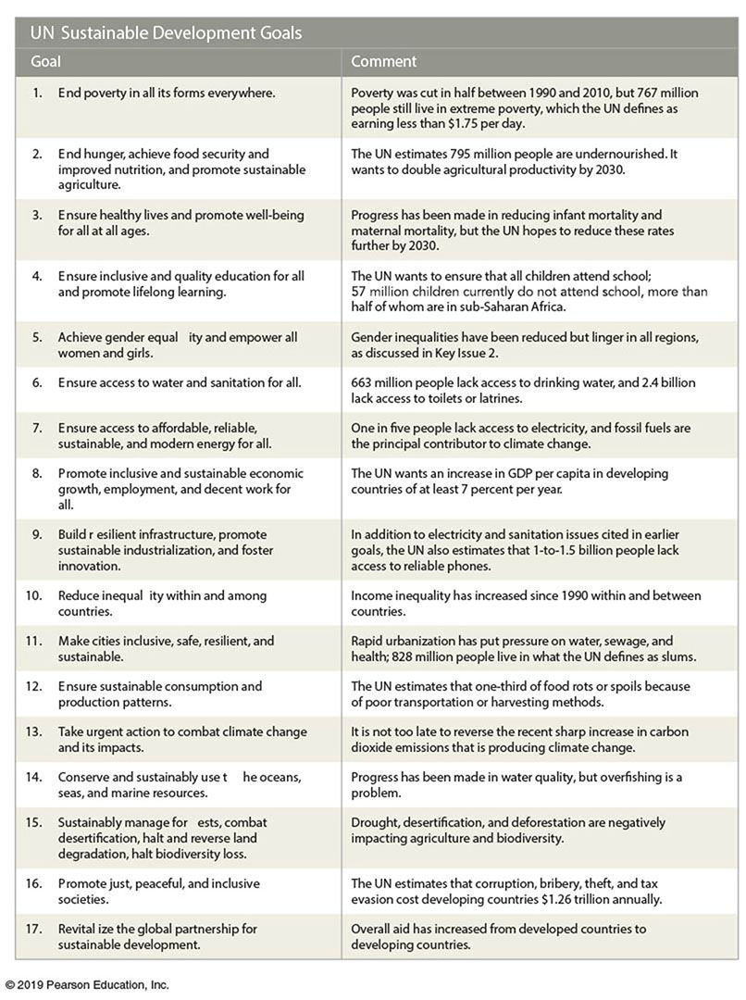 UN Sustainable Development Goals
Goal
Comment
1. End poverty in all its forms everywhere.
Poverty was cut in half between 1990 and 2010, but 767 million
people still live in extreme poverty, which the UN defines as
earning less than $1.75 per day.
2. End hunger, achieve food security and
improved nutrition, and promote sustainable
agriculture.
The UN estimates 795 million people are undernourished. It
wants to double agricultural productivity by 2030.
3. Ensure healthy lives and promote well-being
for all at all ages.
Progress has been made in reducing infant mortality and
maternal mortality, but the UN hopes to reduce these rates
further by 2030.
4. Ensure inclusive and quality education for all
and promote lifelong learning.
The UN wants to ensure that all children attend school;
57 million children currently do not attend school, more than
half of whom are in sub-Saharan Africa.
5. Achieve gender equal ity and empower all
women and girls.
Gender inequalities have been reduced but linger in all regions,
as discussed in Key Issue 2.
6. Ensure access to water and sanitation for all.
663 million people lack access to drinking water, and 2.4 billion
lack access to toilets or latrines.
7. Ensure access to affordable, reliable,
sustainable, and modern energy for all.
One in five people lack access to electricity, and fossil fuels are
the principal contributor to climate change.
8. Promote inclusive and sustainable economic
growth, employment, and decent work for
all.
The UN wants an increase in GDP per capita in developing
countries of at least 7 percent per year.
9. Build r esilient infrastructure, promote
sustainable industrialization, and foster
innovation.
In addition to electricity and sanitation issues cited in earlier
goals, the UN also estimates that 1-to-1.5 billion people lack
access to reliable phones.
10. Reduce inequal ity within and among
countries.
Income inequality has increased since 1990 within and between
countries.
11. Make cities inclusive, safe, resilient, and
sustainable.
Rapid urbanization has put pressure on water, sewage, and
health; 828 million people live in what the UN defines as slums.
12. Ensure sustainable consumption and
production patterns.
The UN estimates that one-third of food rots or spoils because
of poor transportation or harvesting methods.
13. Take urgent action to combat climate change
and its impacts.
It is not too late to reverse the recent sharp increase in carbon
dioxide emissions that is producing climate change.
14. Conserve and sustainably use t he oceans,
seas, and marine resources.
Progress has been made in water quality, but overfishing is a
problem.
15. Sustainably manage for ests, combat
desertification, halt and reverse land
degradation, halt biodiversity loss.
Drought, desertification, and deforestation are negatively
impacting agriculture and biodiversity.
16. Promote just, peaceful, and inclusive
societies.
The UN estimates that corruption, bribery, theft, and tax
evasion cost developing countries $1.26 trillion annually.
17. Revital ize the global partnership for
sustainable development.
Overall aid has increased from developed countries to
developing countries.
© 2019 Pearson Education, Inc.